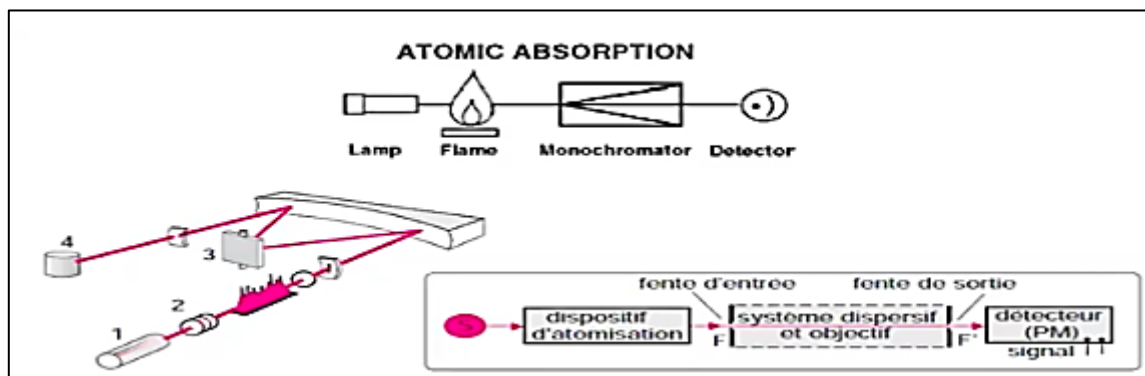 ATOMIC ABSORPTION
Lamp Flame Monochromator Detector
4
3
2
1
fente d'entrée fente de sortie
S dispositif d'atomisation F système dispersif et objectif F' détecteur (PM)
signal